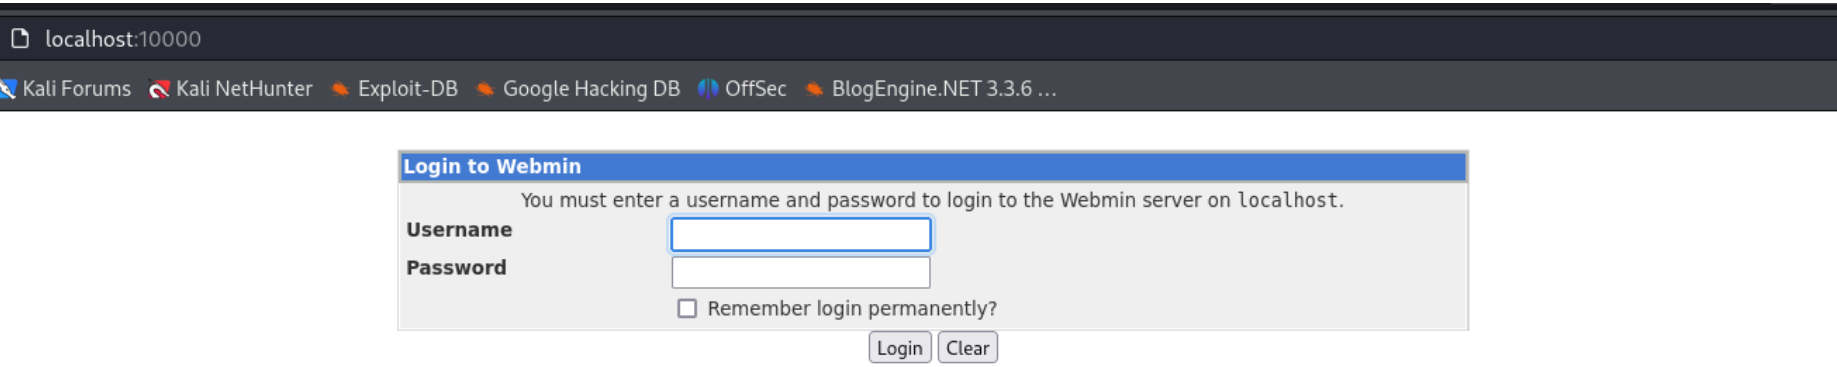 localhost:10000
Kali Forums Kali NetHunter Exploit-DB Google Hacking DB OffSec BlogEngine.NET 3.3.6 ...
Login to Webmin
You must enter a username and password to login to the Webmin server on localhost.
Username
Password
Remember login permanently?
Login Clear